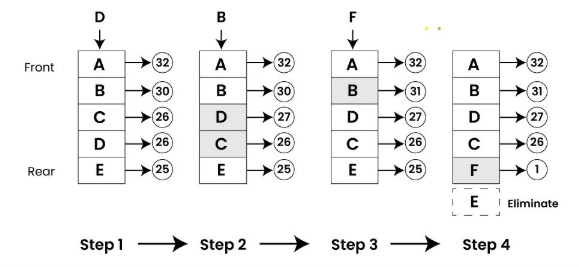 D B F
Front A 32 A 32 A 32 A 32
B 30 B 30 B 31 B 31
C 26 D 27 D 27 D 27
D 26 C 26 C 26 C 26
Rear E 25 E 25 E 25 F 1
E Eliminate
Step 1 Step 2 Step 3 Step 4